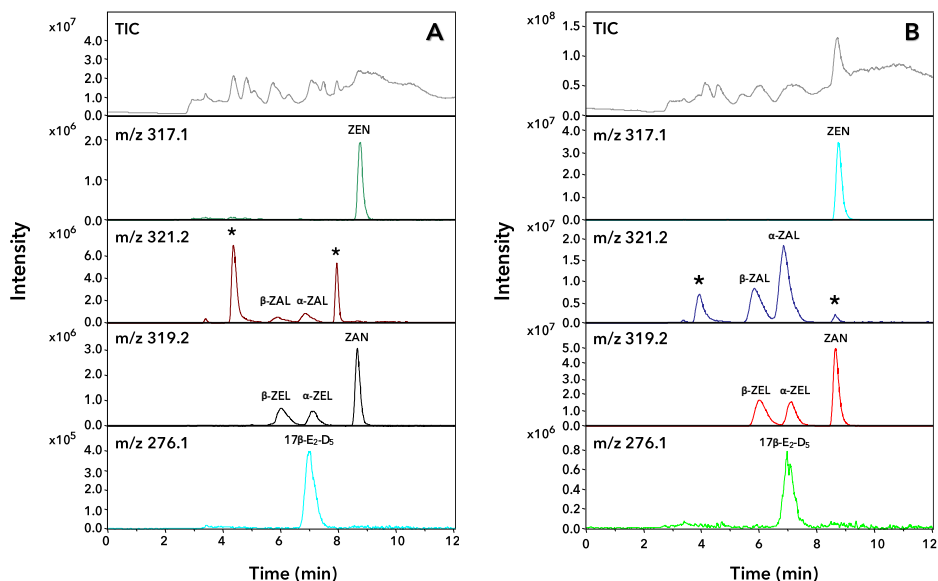 x10⁷
TIC
A
4.0
3.0
2.0
1.0
0.0
x10⁶
m/z 317.1
ZEN
2.0
1.0
0.0
x10⁶
m/z 321.2
*
*
6.0
4.0
2.0
0.0
β-ZAL
α-ZAL
x10⁶
m/z 319.2
ZAN
3.0
2.0
1.0
0.0
β-ZEL
α-ZEL
x10⁵
m/z 276.1
17β-E₂-D₅
4.0
3.0
2.0
1.0
0.0
0 2 4 6 8 10 12
Time (min)
Intensity
x10⁸
TIC
B
1.5
1.0
0.5
0.0
x10⁷
m/z 317.1
ZEN
4.0
3.0
2.0
1.0
0.0
x10⁷
m/z 321.2
α-ZAL
2.0
1.0
0.5
0.0
*
β-ZAL
*
x10⁷
m/z 319.2
ZAN
5.0
3.0
2.0
1.0
0.0
β-ZEL
α-ZEL
x10⁶
m/z 276.1
17β-E₂-D₅
0.8
0.6
0.4
0.2
0.0
0 2 4 6 8 10 12
Time (min)
Intensity